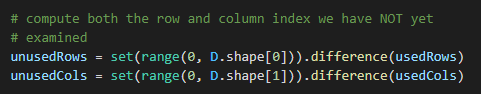 # compute both the row and column index we have NOT yet
# examined
unusedRows = set(range(0, D.shape[0])).difference(usedRows)
unusedCols = set(range(0, D.shape[1])).difference(usedCols)